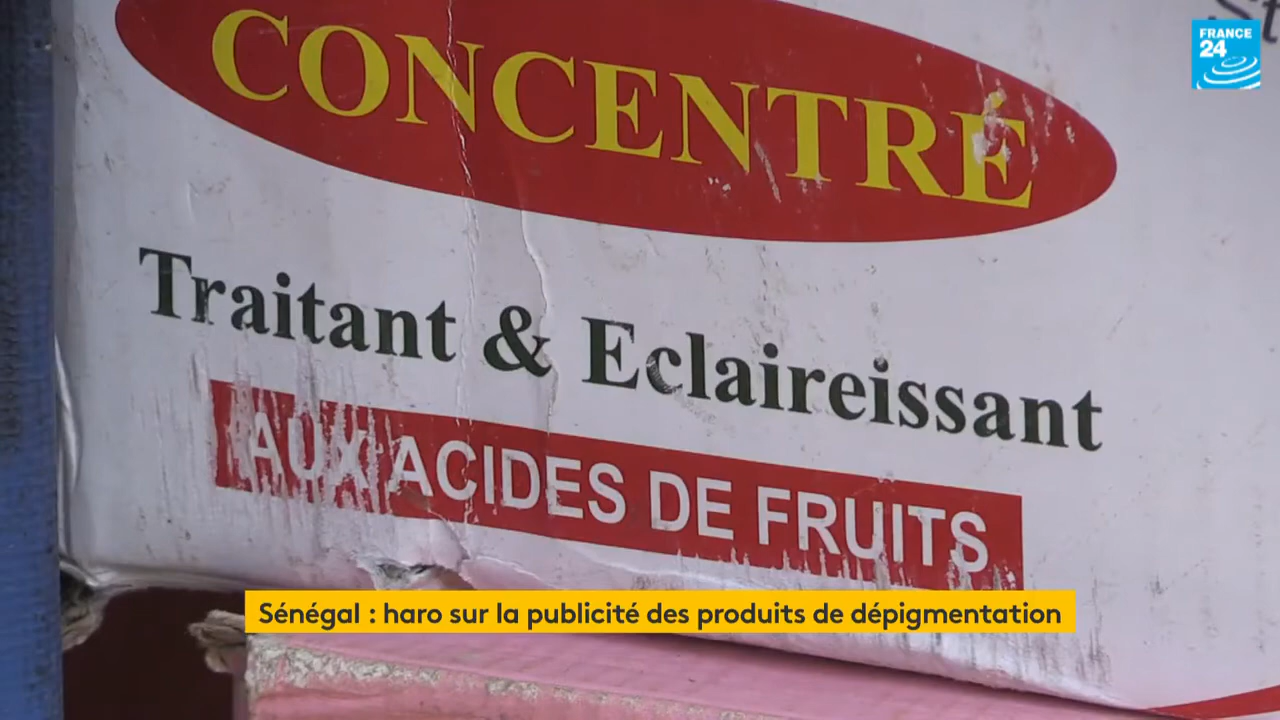 CONCENTRÉ
FRANCE
24
Traitant & Eclaireissant
AUX ACIDES DE FRUITS
Sénégal : haro sur la publicité des produits de dépigmentation